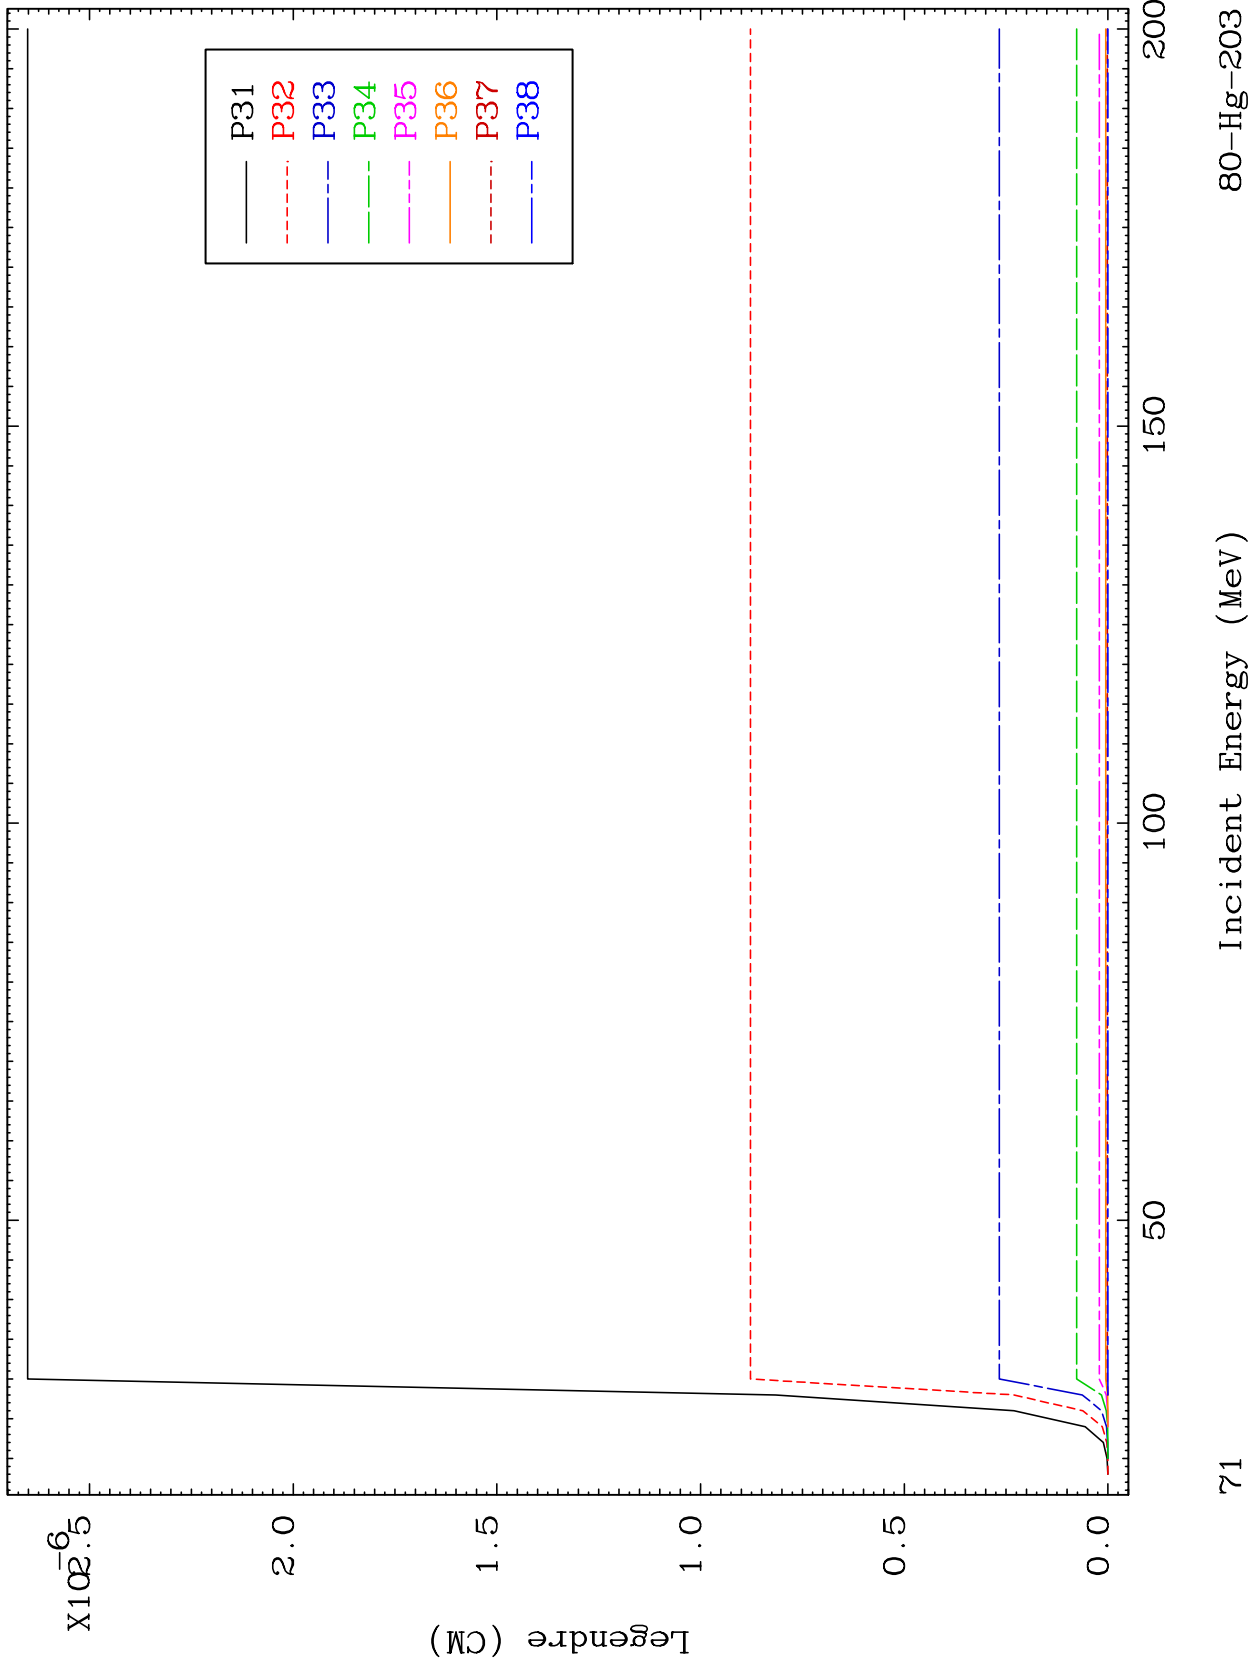 X10-6
2.5
2.0
1.5
1.0
0.5
0.0
Legendre (CM)
P31
P32
P33
P34
P35
P36
P37
P38
50
100
150
200
71
Incident Energy (MeV)
80-Hg-203